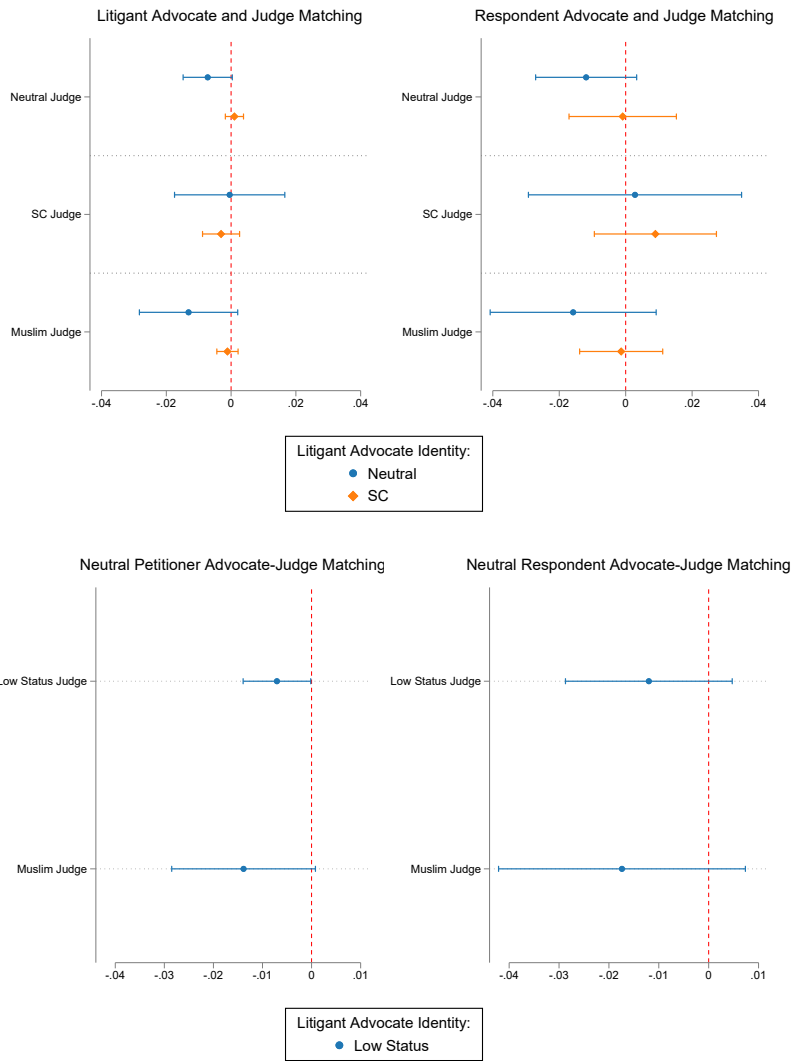 Litigant Advocate and Judge Matching
Neutral Judge
SC Judge
Muslim Judge
-.04 -.02 0 .02 .04
Respondent Advocate and Judge Matching
Neutral Judge
SC Judge
Muslim Judge
-.04 -.02 0 .02 .04
Litigant Advocate Identity:
Neutral
SC
Neutral Petitioner Advocate-Judge Matching
Low Status Judge
Muslim Judge
-.04 -.03 -.02 -.01 0 .01
Neutral Respondent Advocate-Judge Matching
Low Status Judge
Muslim Judge
-.04 -.03 -.02 -.01 0 .01
Litigant Advocate Identity:
Low Status